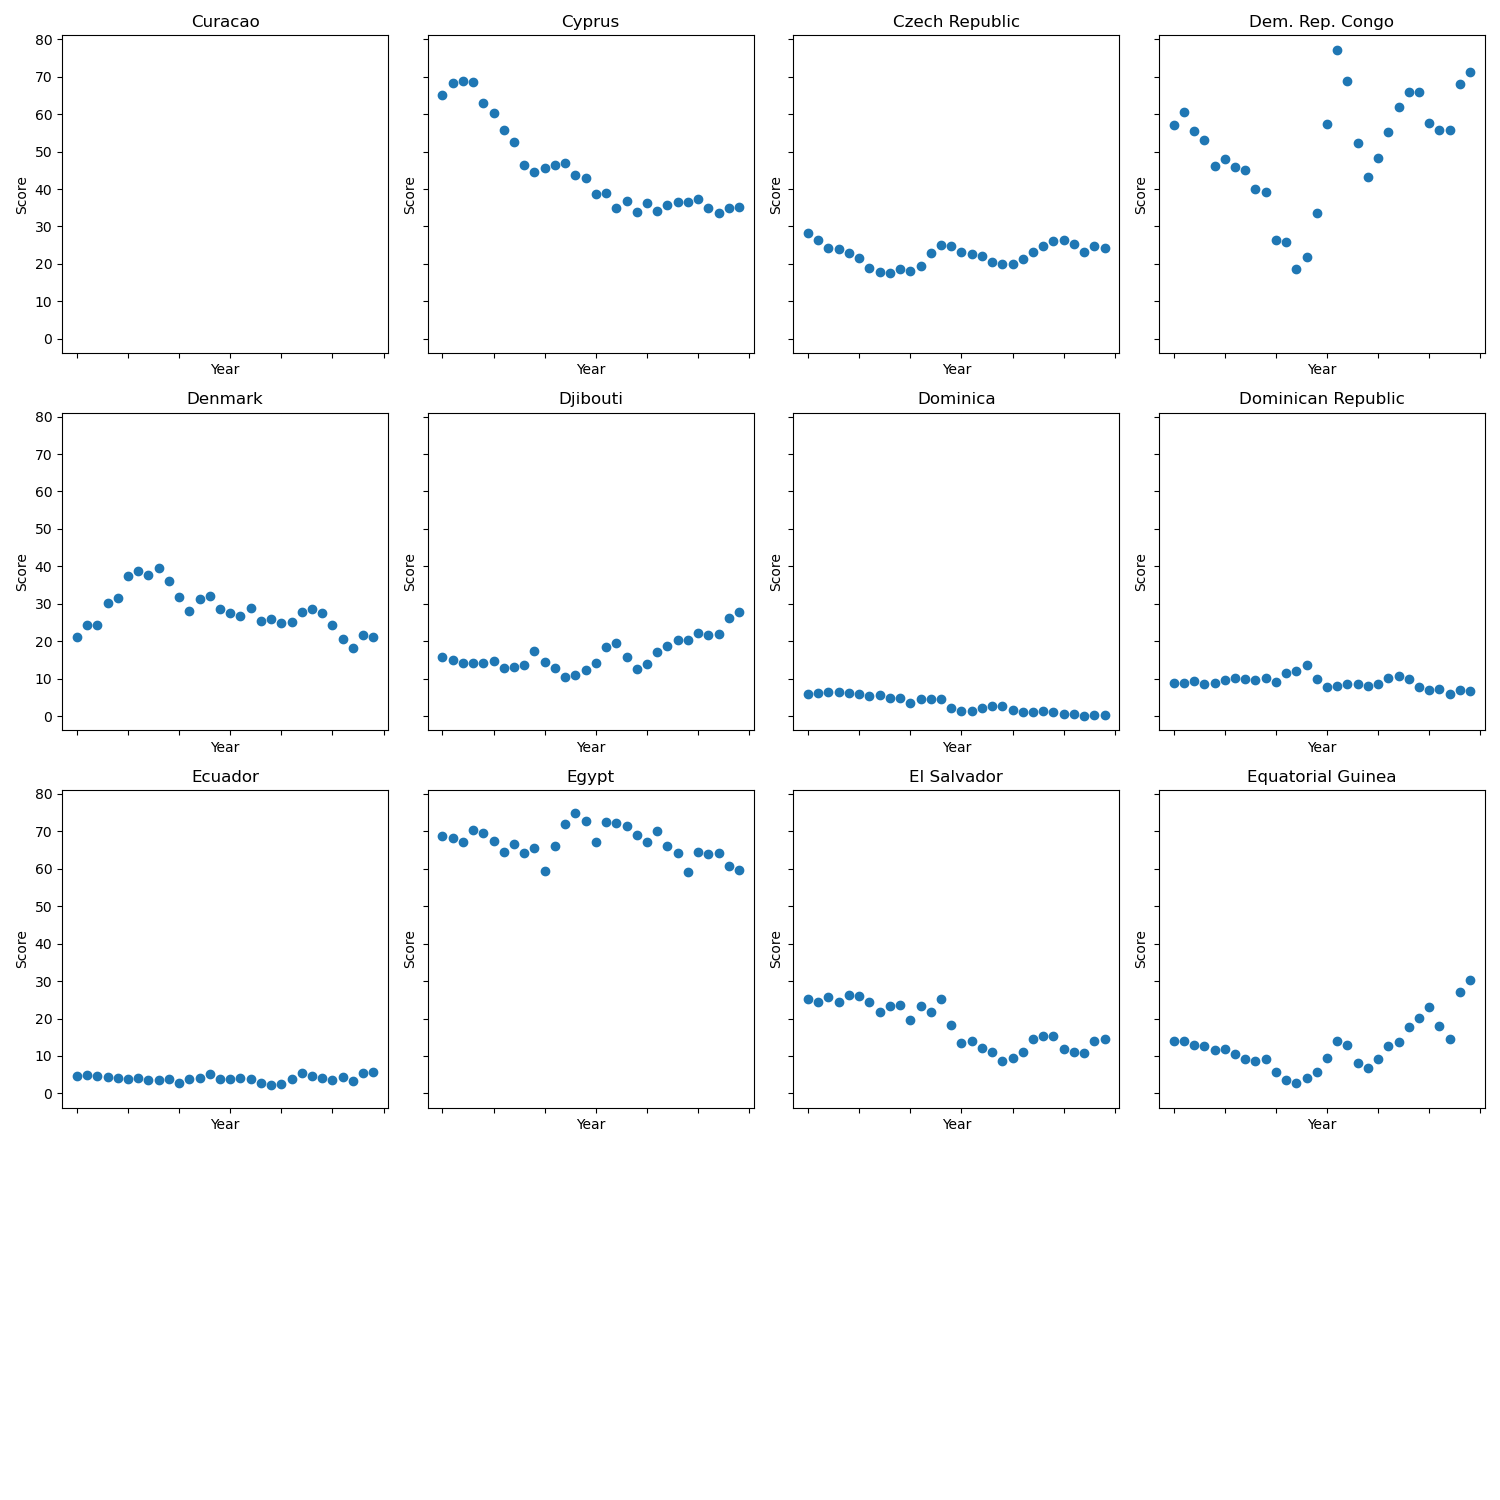 Curacao
Cyprus
Czech Republic
Dem. Rep. Congo
80
70
60
50
40
30
20
10
0
Score
Score
Score
Score
Year
Year
Year
Year
Denmark
Djibouti
Dominica
Dominican Republic
80
70
60
50
40
30
20
10
0
Score
Score
Score
Score
Year
Year
Year
Year
Ecuador
Egypt
El Salvador
Equatorial Guinea
80
70
60
50
40
30
20
10
0
Score
Score
Score
Score
Year
Year
Year
Year